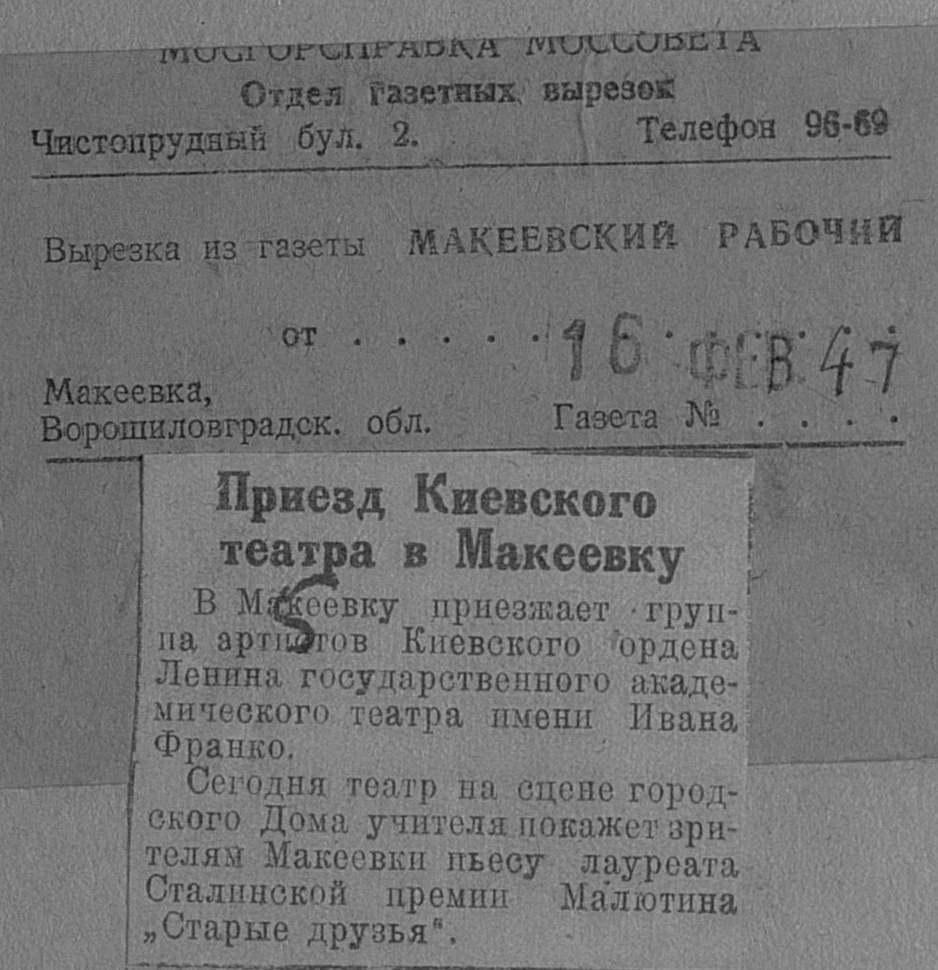 МОСГОРСПРАВКА МОССОВЕТА
Отдел газетных вырезок
Чистопрудный бул. 2. Телефон 96-69
Вырезка из газеты МАКЕЕВСКИЙ РАБОЧИЙ
от . . . . . 16 ФЕВ 47
Макеевка,
Ворошиловградск. обл. Газета № . . . .
Приезд Киевского
театра в Макеевку
В Макеевку приезжает груп-
па артистов Киевского ордена
Ленина государственного акаде-
мического театра имени Ивана
Франко.
Сегодня театр на сцене город-
ского Дома учителя покажет зри-
телям Макеевки пьесу лауреата
Сталинской премии Малютина
„Старые друзья“.
5